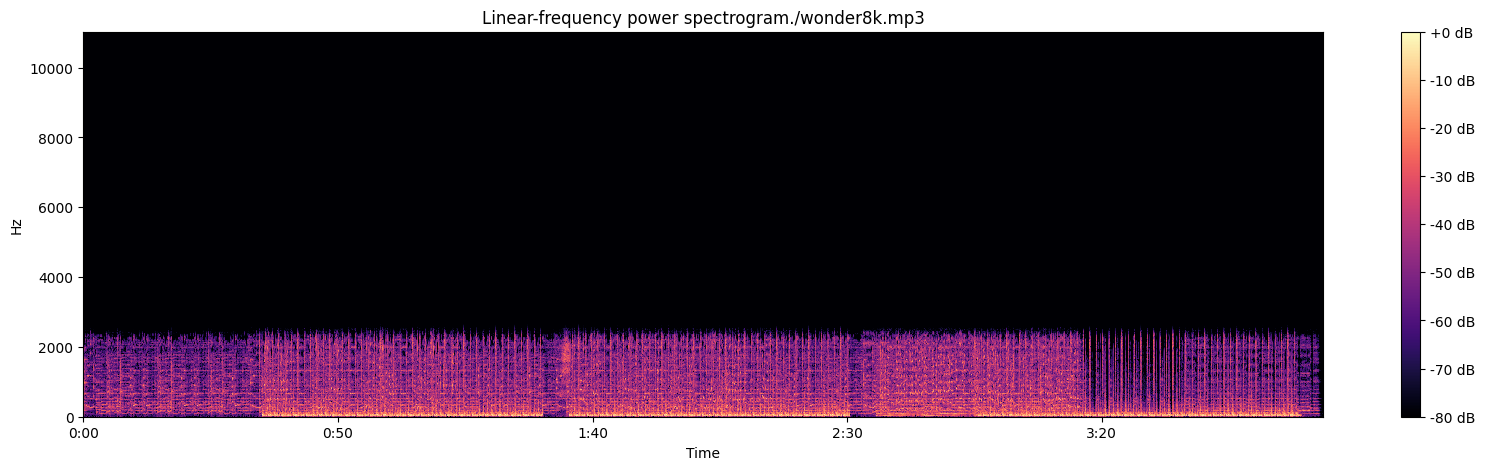 Linear-frequency power spectrogram./wonder8k.mp3
10000
8000
6000
4000
2000
0
Hz
0:00
0:50
1:40
2:30
3:20
Time
+0 dB
-10 dB
-20 dB
-30 dB
-40 dB
-50 dB
-60 dB
-70 dB
-80 dB